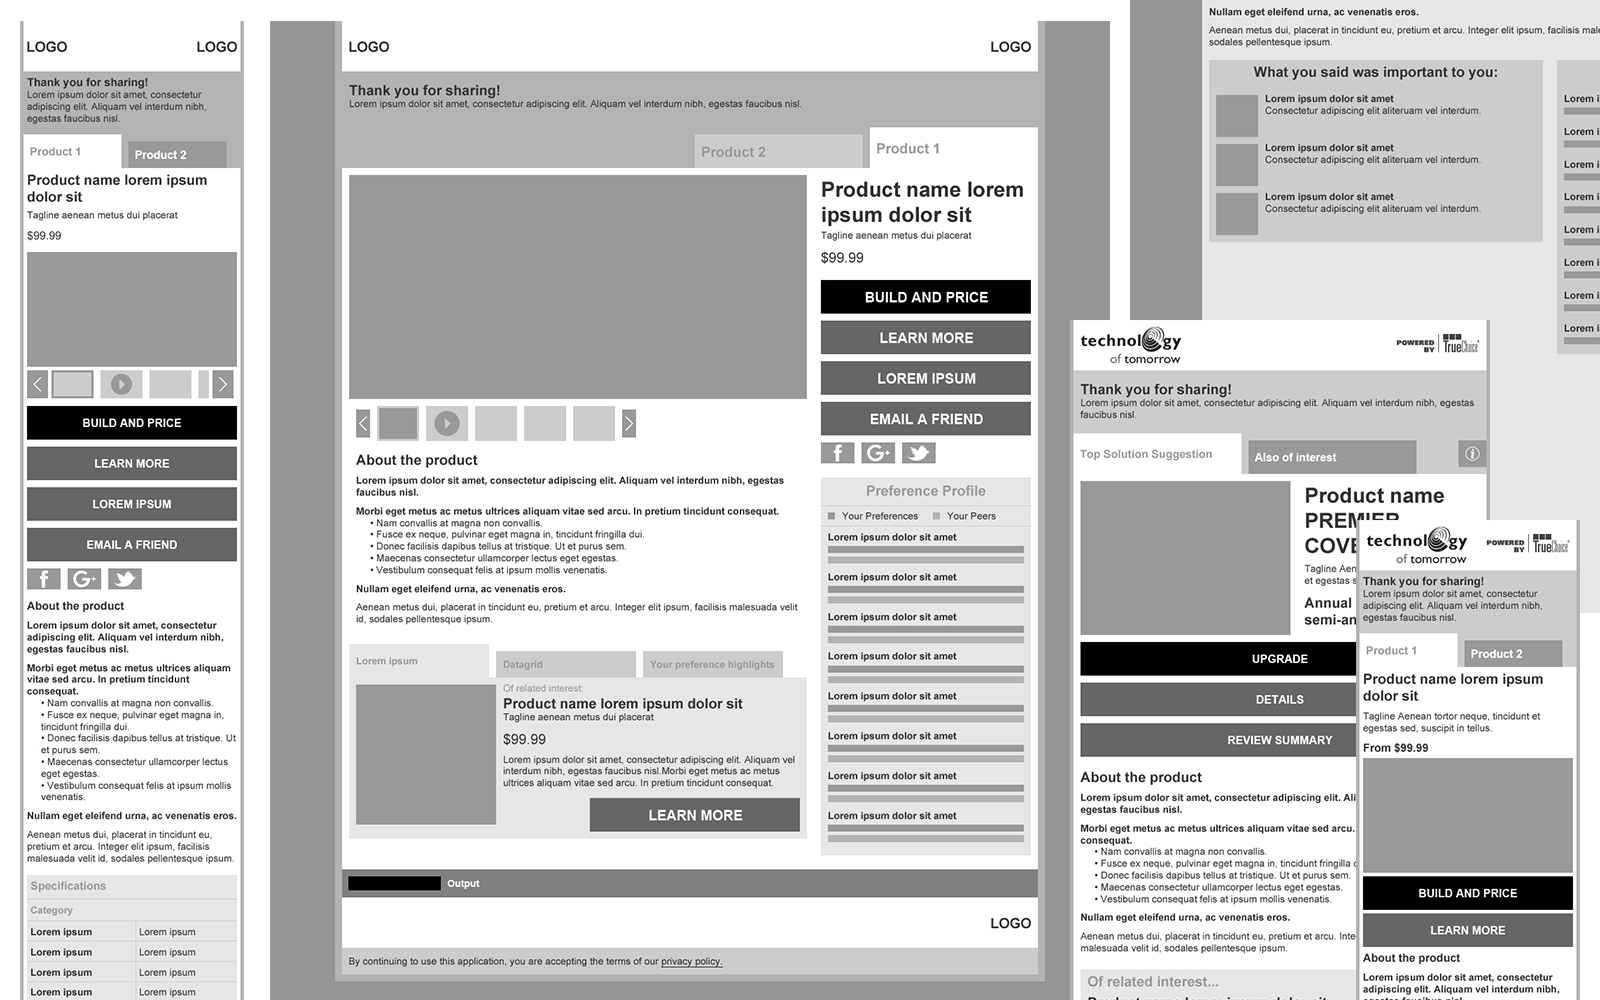 LOGO LOGO
Thank you for sharing!
Lorem ipsum dolor sit amet, consectetur
adipiscing elit. Aliquam vel interdum nibh,
egestas faucibus nisl.
Product 1 Product 2
Product name lorem ipsum
dolor sit
Tagline aenean metus dui placerat
$99.99
BUILD AND PRICE
LEARN MORE
LOREM IPSUM
EMAIL A FRIEND
About the product
Lorem ipsum dolor sit amet, consectetur
adipiscing elit. Aliquam vel interdum nibh,
egestas faucibus nisl.
Morbi eget metus ac metus ultrices aliquam
vitae sed arcu. In pretium tincidunt
consequat.
• Nam convallis at magna non convallis.
• Fusce ex neque, pulvinar eget magna in,
tincidunt fringilla dui.
• Donec facilisis dapibus tellus at tristique. Ut
et purus sem.
• Maecenas consectetur ullamcorper lectus
eget egestas.
• Vestibulum consequat felis at ipsum mollis
venenatis.
Nullam eget eleifend urna, ac venenatis eros.
Aenean metus dui, placerat in tincidunt eu,
pretium et arcu. Integer elit ipsum, facilisis
malesuada velit id, sodales pellentesque ipsum.
Specifications
Category
Lorem ipsum Lorem ipsum
Lorem ipsum Lorem ipsum
Lorem ipsum Lorem ipsum
Lorem ipsum Lorem ipsum
LOGO LOGO
Thank you for sharing!
Lorem ipsum dolor sit amet, consectetur adipiscing elit. Aliquam vel interdum nibh, egestas faucibus nisl.
Product 2 Product 1
Product name lorem
ipsum dolor sit
Tagline aenean metus dui placerat
$99.99
BUILD AND PRICE
LEARN MORE
LOREM IPSUM
EMAIL A FRIEND
About the product
Lorem ipsum dolor sit amet, consectetur adipiscing elit. Aliquam vel interdum nibh, egestas
faucibus nisl.
Morbi eget metus ac metus ultrices aliquam vitae sed arcu. In pretium tincidunt consequat.
• Nam convallis at magna non convallis.
• Fusce ex neque, pulvinar eget magna in, tincidunt fringilla dui.
• Donec facilisis dapibus tellus at tristique. Ut et purus sem.
• Maecenas consectetur ullamcorper lectus eget egestas.
• Vestibulum consequat felis at ipsum mollis venenatis.
Nullam eget eleifend urna, ac venenatis eros.
Aenean metus dui, placerat in tincidunt eu, pretium et arcu. Integer elit ipsum, facilisis malesuada velit
id, sodales pellentesque ipsum.
Lorem ipsum Datagrid Your preference highlights
Of related interest:
Product name lorem ipsum dolor sit
Tagline aenean metus dui placerat
$99.99
Lorem ipsum dolor sit amet, consectetur adipiscing elit. Aliquam vel
interdum nibh, egestas faucibus nisl.Morbi eget metus ac metus
ultrices aliquam vitae sed arcu. In pretium tincidunt consequat.
LEARN MORE
Preference Profile
Your Preferences Your Peers
Lorem ipsum dolor sit amet
Lorem ipsum dolor sit amet
Lorem ipsum dolor sit amet
Lorem ipsum dolor sit amet
Lorem ipsum dolor sit amet
Lorem ipsum dolor sit amet
Lorem ipsum dolor sit amet
Lorem ipsum dolor sit amet
Output
LOGO
By continuing to use this application, you are accepting the terms of our privacy policy.
Nullam eget eleifend urna, ac venenatis eros.
Aenean metus dui, placerat in tincidunt eu, pretium et arcu. Integer elit ipsum, facilisis male
sodales pellentesque ipsum.
What you said was important to you:
Lorem ipsum dolor sit amet
Consectetur adipiscing elit aliteruam vel interdum.
Lorem ipsum dolor sit amet
Consectetur adipiscing elit aliteruam vel interdum.
Lorem ipsum dolor sit amet
Consectetur adipiscing elit aliteruam vel interdum.
Lorem i
Lorem i
Lorem i
Lorem i
Lorem i
Lorem i
Lorem i
Lorem i
technology
of tomorrow
POWERED
BY TrueChoice
Thank you for sharing!
Lorem ipsum dolor sit amet, consectetur adipiscing elit. Aliquam vel interdum nibh, egestas
faucibus nisl.
Top Solution Suggestion Also of interest
Product name
PREMIER
COVE
Tagline Aen
et egestas s
Annual
semi-an
UPGRADE
DETAILS
REVIEW SUMMARY
About the product
Lorem ipsum dolor sit amet, consectetur adipiscing elit. Ali
egestas faucibus nisl.
Morbi eget metus ac metus ultrices aliquam vitae sed arcu.
consequat.
• Nam convallis at magna non convallis.
• Fusce ex neque, pulvinar eget magna in, tincidunt fringilla
• Donec facilisis dapibus tellus at tristique. Ut et purus sem.
• Maecenas consectetur ullamcorper lectus eget egestas.
• Vestibulum consequat felis at ipsum mollis venenatis.
Nullam eget eleifend urna, ac venenatis eros.
Aenean metus dui, placerat in tincidunt eu, pretium et arcu. Inte
malesuada velit id, sodales pellentesque ipsum.
Of related interest...
technology
of tomorrow
POWERED
BY TrueChoice
Thank you for sharing!
Lorem ipsum dolor sit amet, consectetur
adipiscing elit. Aliquam vel interdum nibh,
egestas faucibus nisl.
Product 1 Product 2
Product name lorem ipsum
dolor sit
Tagline Aenean tortor neque, tincidunt et
egestas sed, suscipit in tellus.
From $99.99
BUILD AND PRICE
LEARN MORE
About the product
Lorem ipsum dolor sit amet, consectetur
adipiscing elit. Aliquam vel interdum nibh,